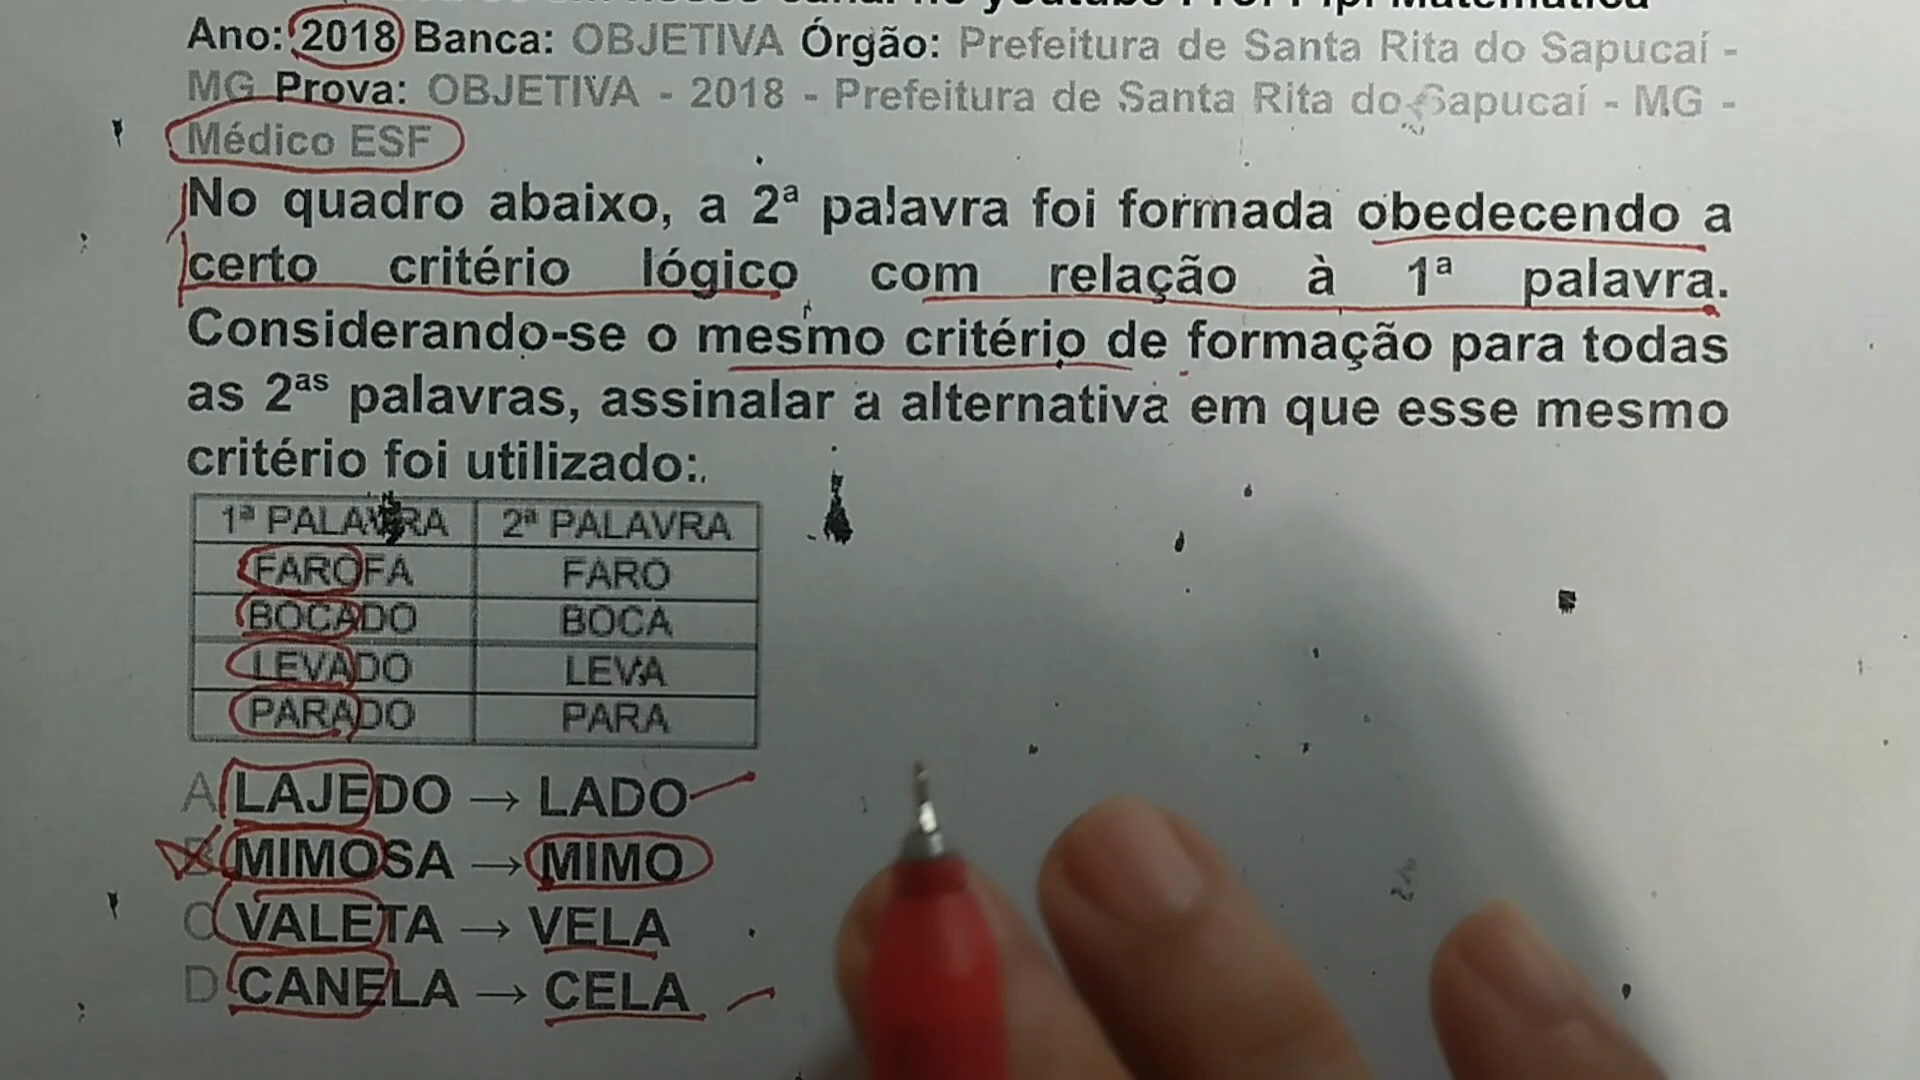 Ano: 2018 Banca: OBJETIVA Órgão: Prefeitura de Santa Rita do Sapucaí -
MG Prova: OBJETIVA - 2018 - Prefeitura de Santa Rita do Sapucaí - MG -
Médico ESF
No quadro abaixo, a 2ª palavra foi formada obedecendo a
certo critério lógico com relação à 1ª palavra.
Considerando-se o mesmo critério de formação para todas
as 2as palavras, assinalar a alternativa em que esse mesmo
critério foi utilizado:
1ª PALAVRA 2ª PALAVRA
FAROFA FARO
BOCADO BOCA
LEVADO LEVA
PARADO PARA
A LAJEDO → LADO
B MIMOSA → MIMO
C VALETA → VELA
D CANELA → CELA